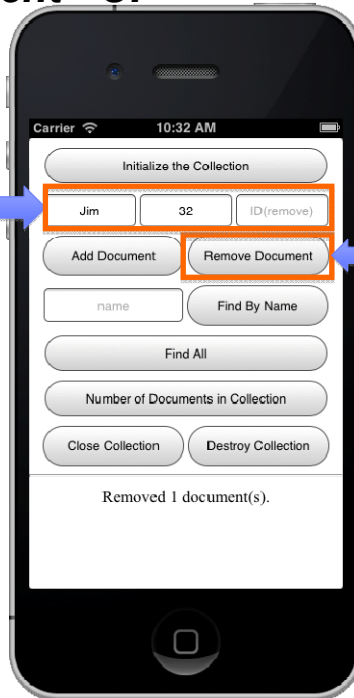 Carrier 10:32 AM
Initialize the Collection
Jim 32 ID(remove)
Add Document Remove Document
name Find By Name
Find All
Number of Documents in Collection
Close Collection Destroy Collection
Removed 1 document(s).